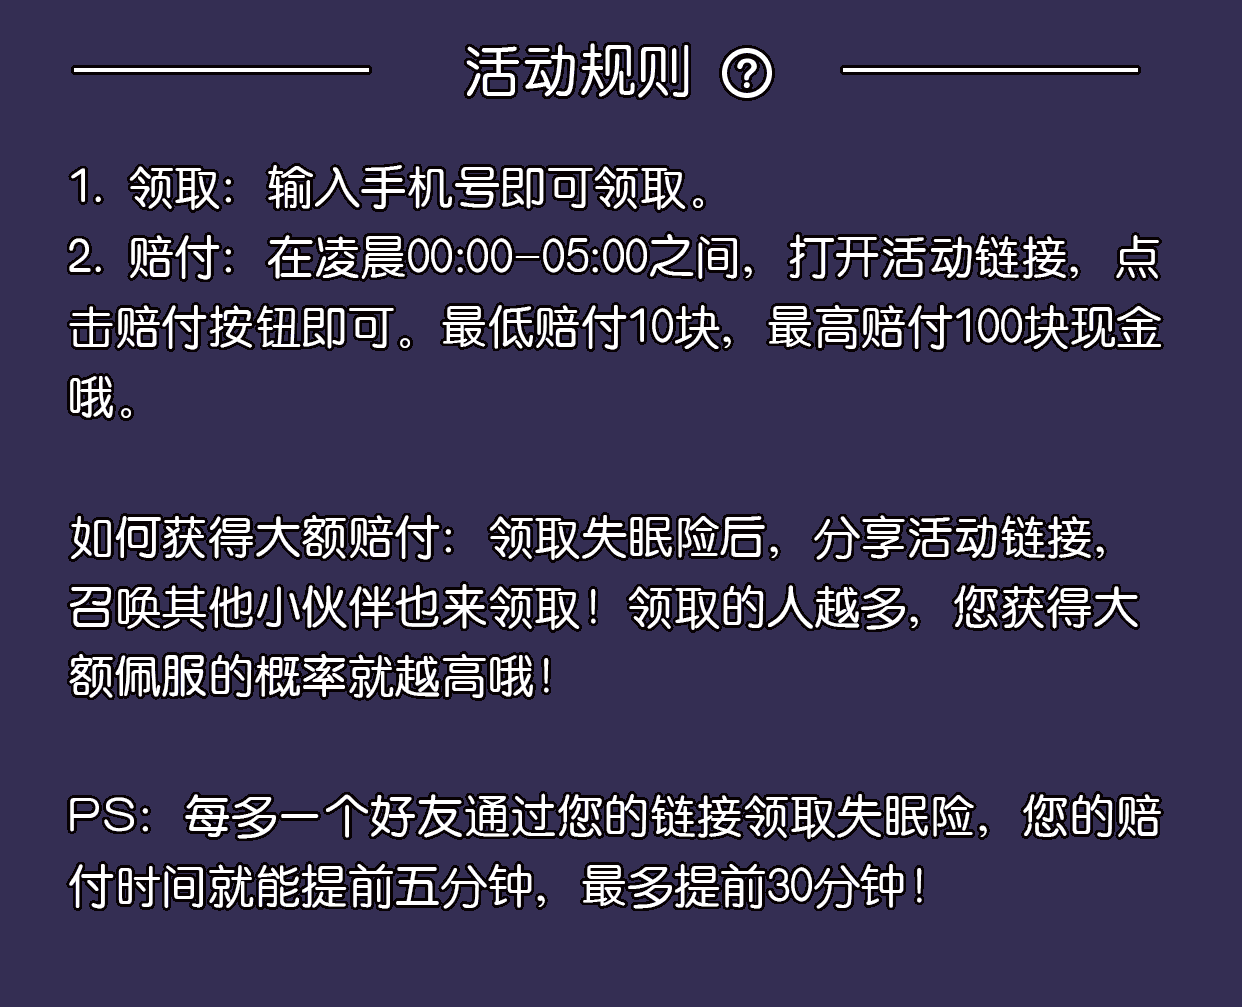 活动规则 ?
1. 领取：输入手机号即可领取。
2. 赔付：在凌晨00:00-05:00之间，打开活动链接，点
击赔付按钮即可。最低赔付10块，最高赔付100块现金
哦。
如何获得大额赔付：领取失眠险后，分享活动链接，
召唤其他小伙伴也来领取！领取的人越多，您获得大
额佩服的概率就越高哦！
PS：每多一个好友通过您的链接领取失眠险，您的赔
付时间就能提前五分钟，最多提前30分钟！